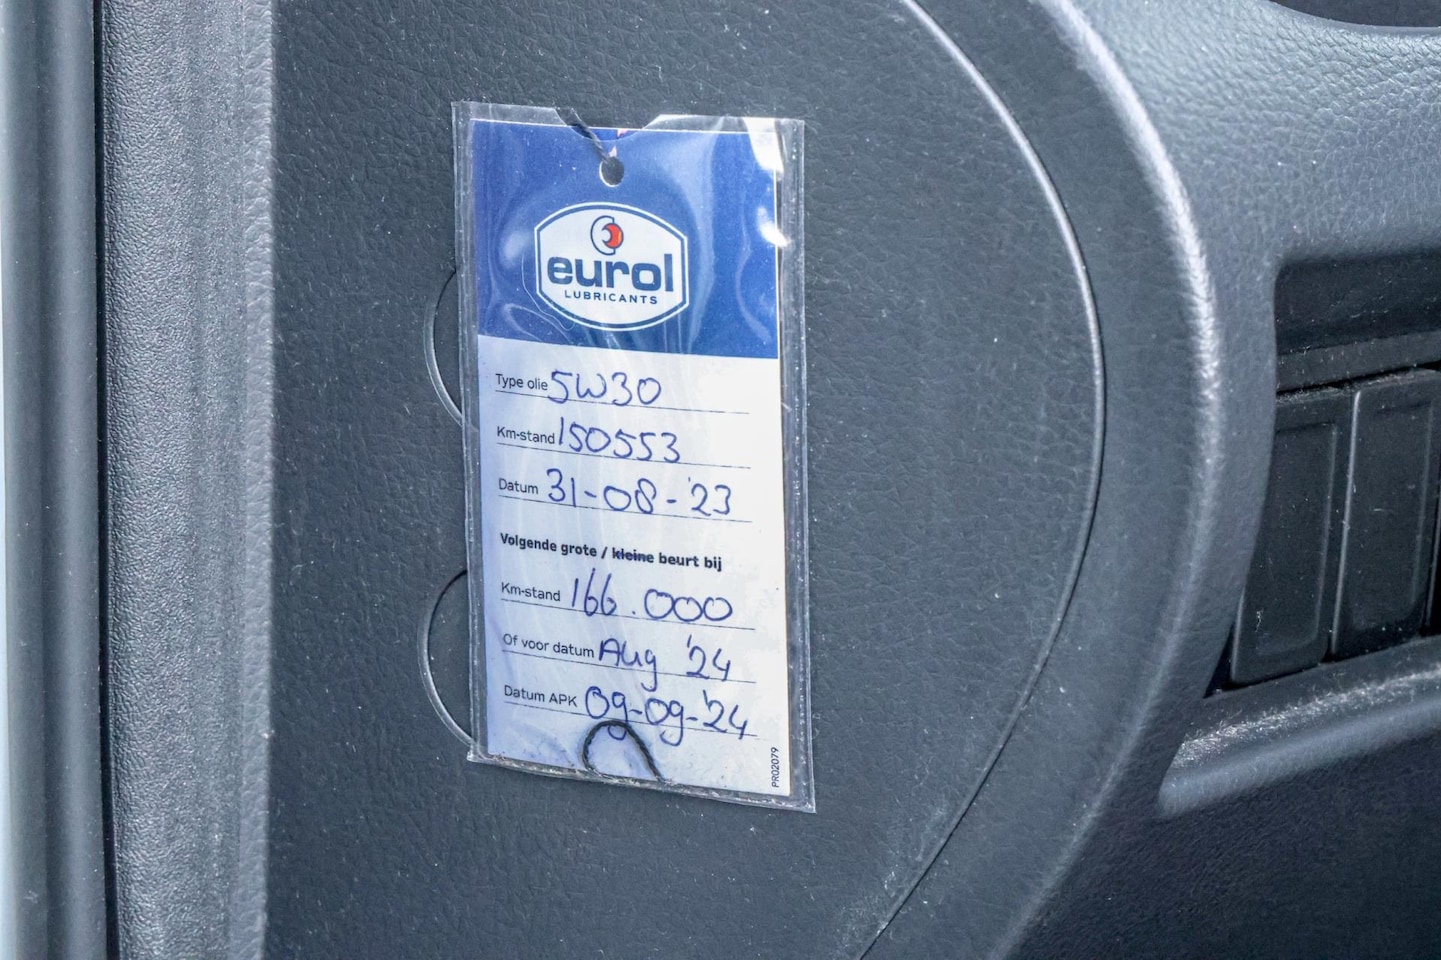 eurol
LUBRICANTS
Type olie 5W30
Km-stand 150553
Datum 31-08-'23
Volgende grote / kleine beurt bij
Km-stand 166.000
Of voor datum Aug '24
Datum APK 09-09-'24
PR02079